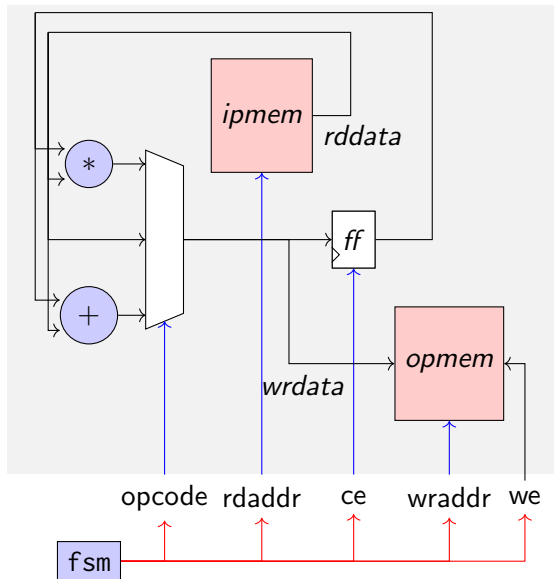 ipmem
rddata
*
ff
+
opmem
wrdata
opcode rdaddr ce wraddr we
fsm